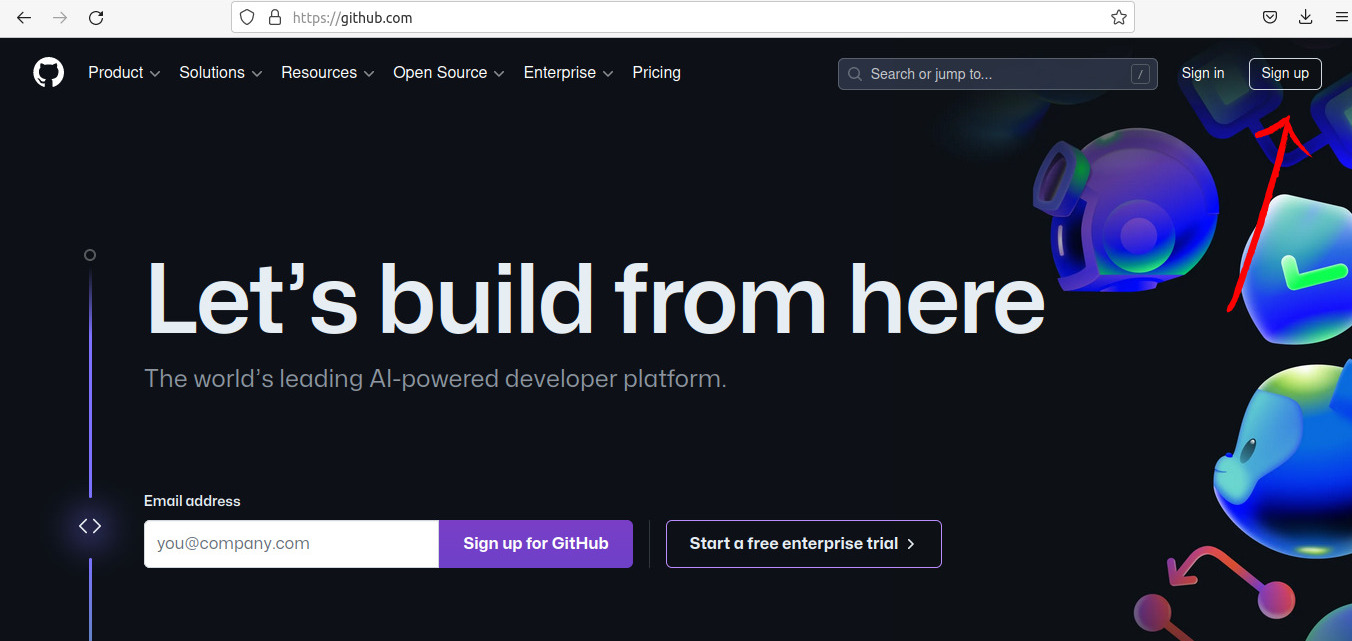 https://github.com
Product Solutions Resources Open Source Enterprise Pricing Search or jump to... / Sign in Sign up
Let’s build from here
The world’s leading AI-powered developer platform.
Email address
you@company.com Sign up for GitHub Start a free enterprise trial